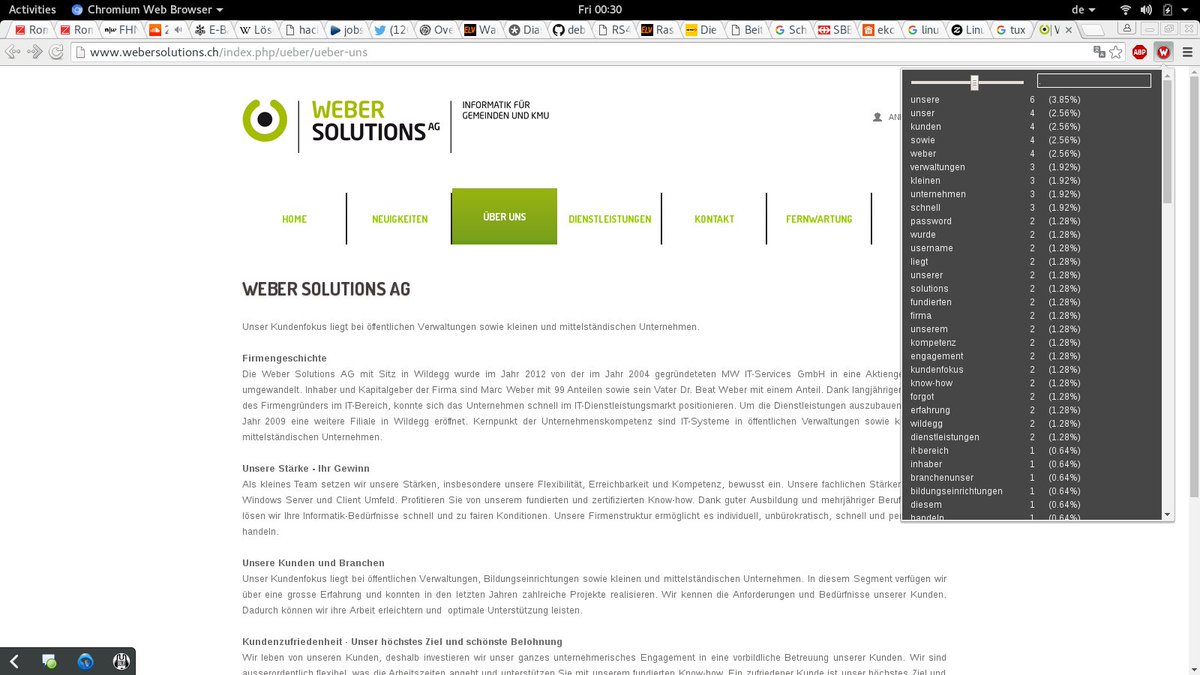 Activities Chromium Web Browser Fri 00:30 de
Ron Ron FHN 2 E-B Lös hack jobs (12 Ove Wa Dia deb RS4 Ras Die Beit Sch SBB eko linu Linu tux
www.webersolutions.ch/index.php/ueber/ueber-uns
WEBER SOLUTIONS AG
INFORMATIK FÜR
GEMEINDEN UND KMU
HOME NEUIGKEITEN ÜBER UNS DIENSTLEISTUNGEN KONTAKT FERNWARTUNG
WEBER SOLUTIONS AG
Unser Kundenfokus liegt bei öffentlichen Verwaltungen sowie kleinen und mittelständischen Unternehmen.
Firmengeschichte
Die Weber Solutions AG mit Sitz in Wildegg wurde im Jahr 2012 von der im Jahr 2004 gegründeteten MW IT-Services GmbH in eine Aktienge
umgewandelt. Inhaber und Kapitalgeber der Firma sind Marc Weber mit 99 Anteilen sowie sein Vater Dr. Beat Weber mit einem Anteil. Dank langjähriger
des Firmengründers im IT-Bereich, konnte sich das Unternehmen schnell im IT-Dienstleistungsmarkt positionieren. Um die Dienstleistungen auszubauen
Jahr 2009 eine weitere Filiale in Wildegg eröffnet. Kernpunkt der Unternehmenskompetenz sind IT-Systeme in öffentlichen Verwaltungen sowie k
mittelständischen Unternehmen.
Unsere Stärke - Ihr Gewinn
Als kleines Team setzen wir unsere Stärken, insbesondere unsere Flexibilität, Erreichbarkeit und Kompetenz, bewusst ein. Unsere fachlichen Stärken
Windows Server und Client Umfeld. Profitieren Sie von unserem fundierten und zertifizierten Know-how. Dank guter Ausbildung und mehrjähriger Beruf
lösen wir Ihre Informatik-Bedürfnisse schnell und zu fairen Konditionen. Unsere Firmenstruktur ermöglicht es individuell, unbürokratisch, schnell und pe
handeln.
Unsere Kunden und Branchen
Unser Kundenfokus liegt bei öffentlichen Verwaltungen, Bildungseinrichtungen sowie kleinen und mittelständischen Unternehmen. In diesem Segment verfügen wir
über eine grosse Erfahrung und konnten in den letzten Jahren zahlreiche Projekte realisieren. Wir kennen die Anforderungen und Bedürfnisse unserer Kunden.
Dadurch können wir ihre Arbeit erleichtern und optimale Unterstützung leisten.
Kundenzufriedenheit - Unser höchstes Ziel und schönste Belohnung
Wir leben von unseren Kunden, deshalb investieren wir unser ganzes unternehmerisches Engagement in eine vorbildliche Betreuung unserer Kunden. Wir sind
ausserordentlich flexibel, was die Arbeitszeiten angeht und unterstützen Sie mit unserem fundierten Know-how. Ein zufriedener Kunde ist unser höchstes Ziel und
unsere 6 (3.85%)
unser 4 (2.56%)
kunden 4 (2.56%)
sowie 4 (2.56%)
weber 4 (2.56%)
verwaltungen 3 (1.92%)
kleinen 3 (1.92%)
unternehmen 3 (1.92%)
schnell 3 (1.92%)
password 2 (1.28%)
wurde 2 (1.28%)
username 2 (1.28%)
liegt 2 (1.28%)
unserer 2 (1.28%)
solutions 2 (1.28%)
fundierten 2 (1.28%)
firma 2 (1.28%)
unserem 2 (1.28%)
kompetenz 2 (1.28%)
engagement 2 (1.28%)
kundenfokus 2 (1.28%)
know-how 2 (1.28%)
forgot 2 (1.28%)
erfahrung 2 (1.28%)
wildegg 2 (1.28%)
dienstleistungen 2 (1.28%)
it-bereich 1 (0.64%)
inhaber 1 (0.64%)
branchenunser 1 (0.64%)
bildungseinrichtungen 1 (0.64%)
diesem 1 (0.64%)
handeln 1 (0.64%)